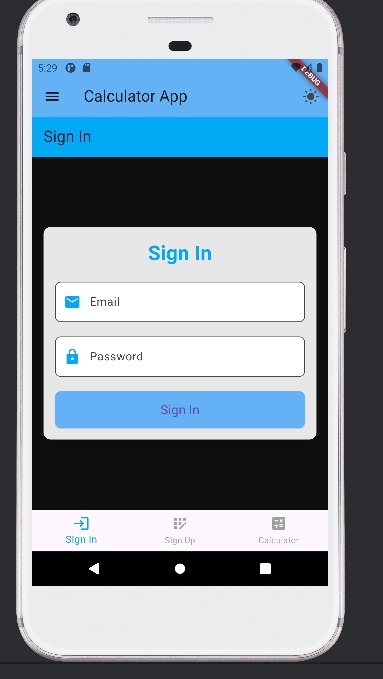 5:29
DEBUG
Calculator App
Sign In
Sign In
Email
Password
Sign In
Sign In
Sign Up
Calculator